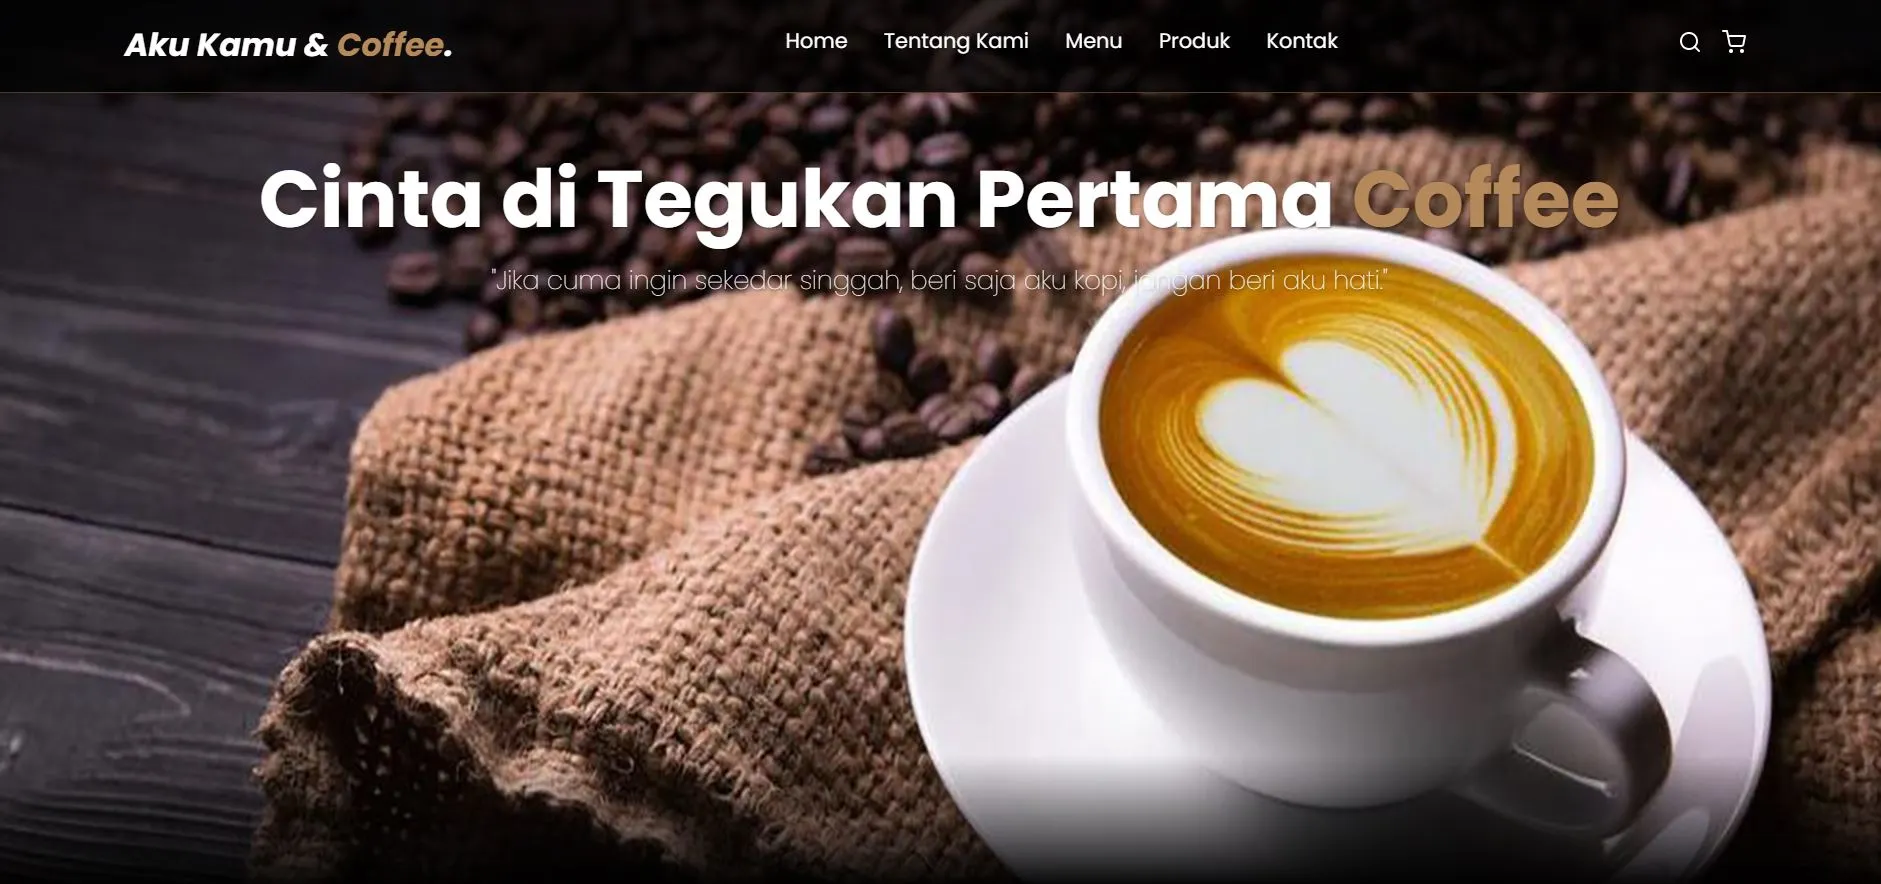 Aku Kamu & Coffee.
Home Tentang Kami Menu Produk Kontak
Cinta di Tegukan Pertama Coffee
"Jika cuma ingin sekedar singgah, beri saja aku kopi, jangan beri aku hati."